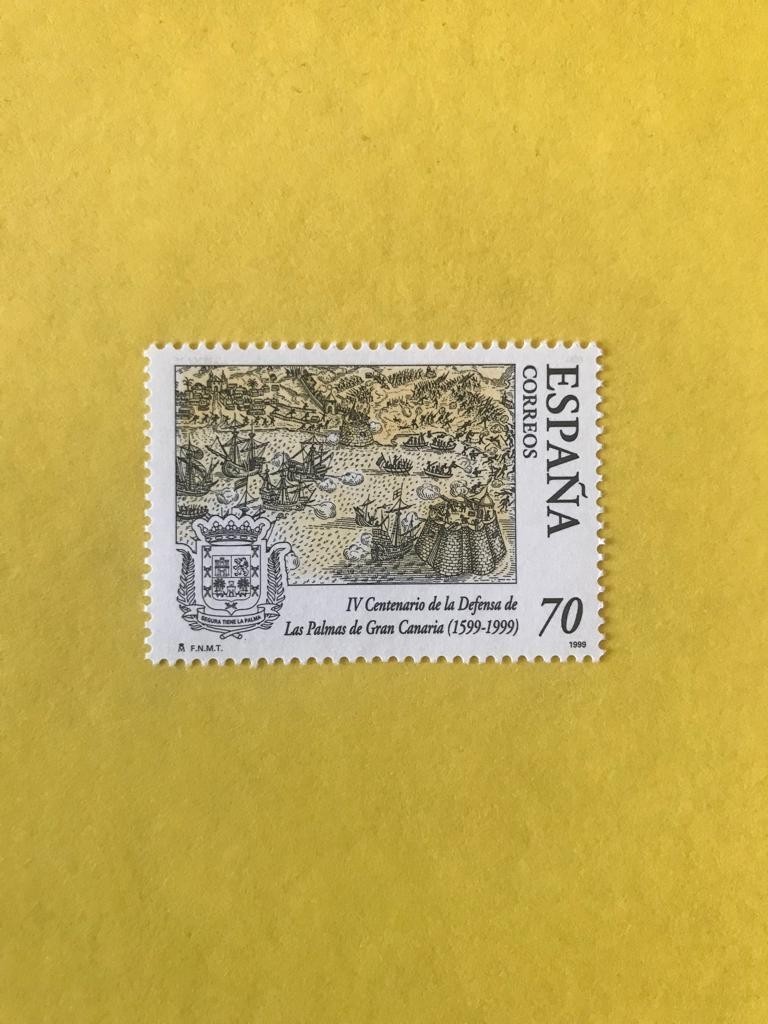 ESPAÑA
CORREOS
SEGURA TIENE LA PALMA
IV Centenario de la Defensa de
Las Palmas de Gran Canaria (1599-1999)
70
F.N.M.T.
1999